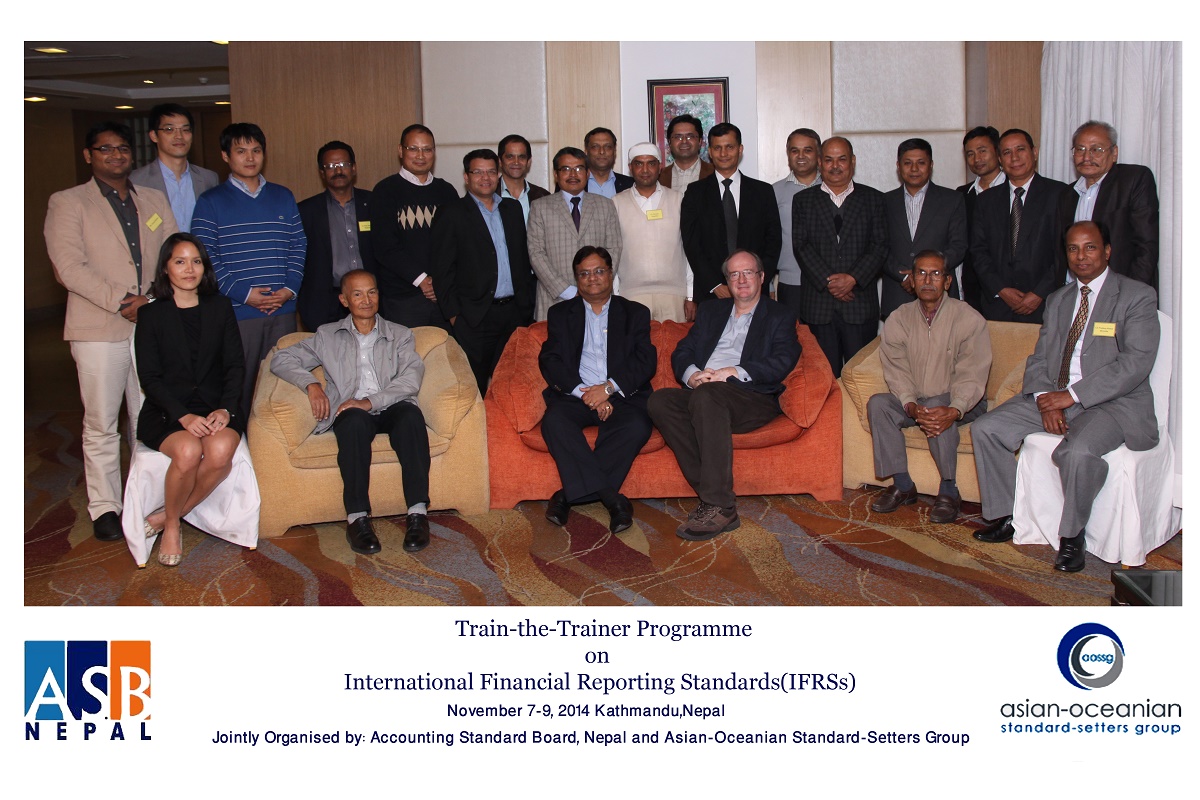 Train-the-Trainer Programme
on
International Financial Reporting Standards(IFRSs)
November 7-9, 2014 Kathmandu,Nepal
Jointly Organised by: Accounting Standard Board, Nepal and Asian-Oceanian Standard-Setters Group
A.S.B.
NEPAL
aossg
asian-oceanian
standard-setters group